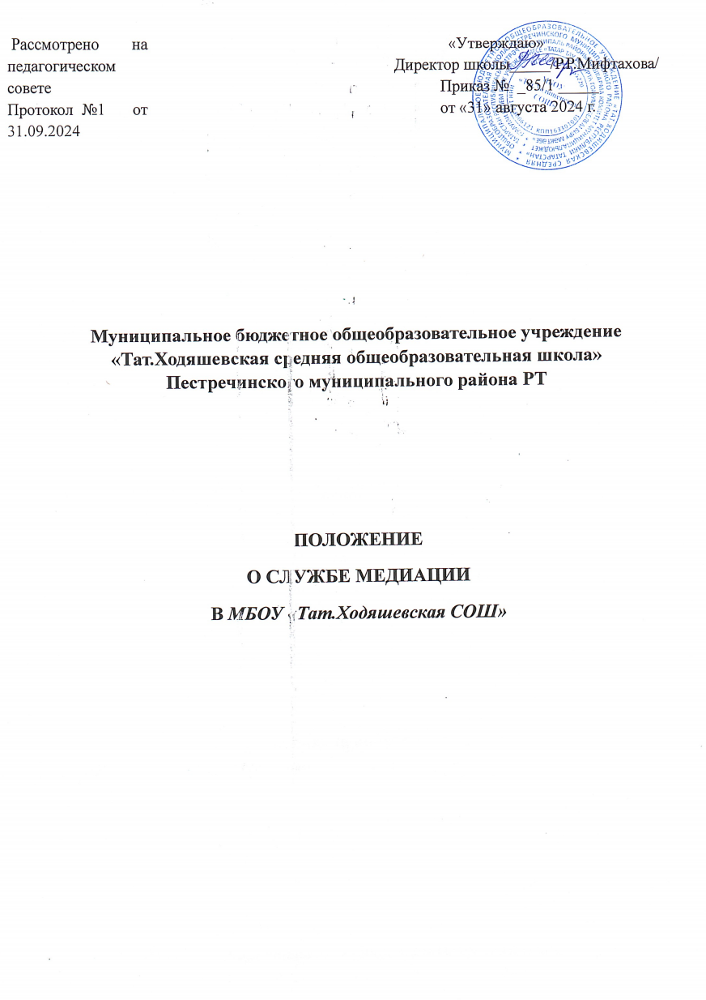 Рассмотрено на
педагогическом
совете
Протокол №1 от
31.09.2024
«Утверждаю»
Директор школы______/Р.Р.Мифтахова/
Приказ № _85/1
от «31» августа 2024 г.
Муниципальное бюджетное общеобразовательное учреждение
«Тат.Ходяшевская средняя общеобразовательная школа»
Пестречинского муниципального района РТ
ПОЛОЖЕНИЕ
О СЛУЖБЕ МЕДИАЦИИ
В МБОУ «Тат.Ходяшевская СОШ»